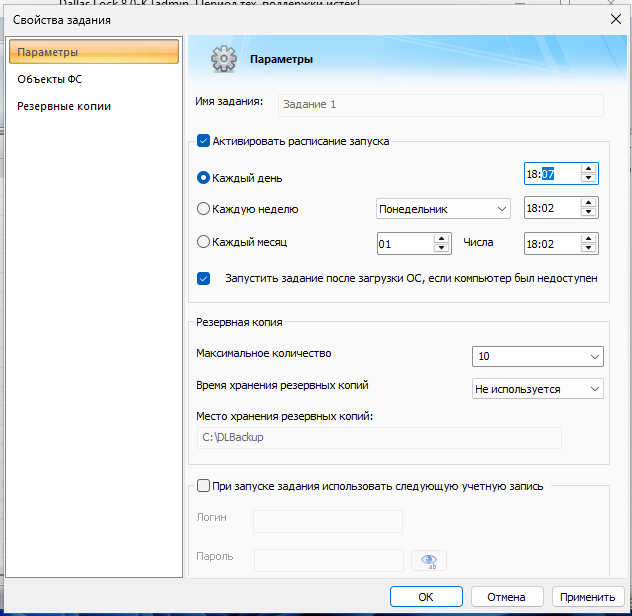 Dallas Lock 8.0-К [admin, Период тех. поддержки истек]
Свойства задания
Параметры
Объекты ФС
Резервные копии
Параметры
Имя задания: Задание 1
Активировать расписание запуска
Каждый день 18:07
Каждую неделю Понедельник 18:02
Каждый месяц 01 Числа 18:02
Запустить задание после загрузки ОС, если компьютер был недоступен
Резервная копия
Максимальное количество 10
Время хранения резервных копий Не используется
Место хранения резервных копий:
C:\DLBackup
При запуске задания использовать следующую учетную запись
Логин
Пароль
ab
ОК Отмена Применить